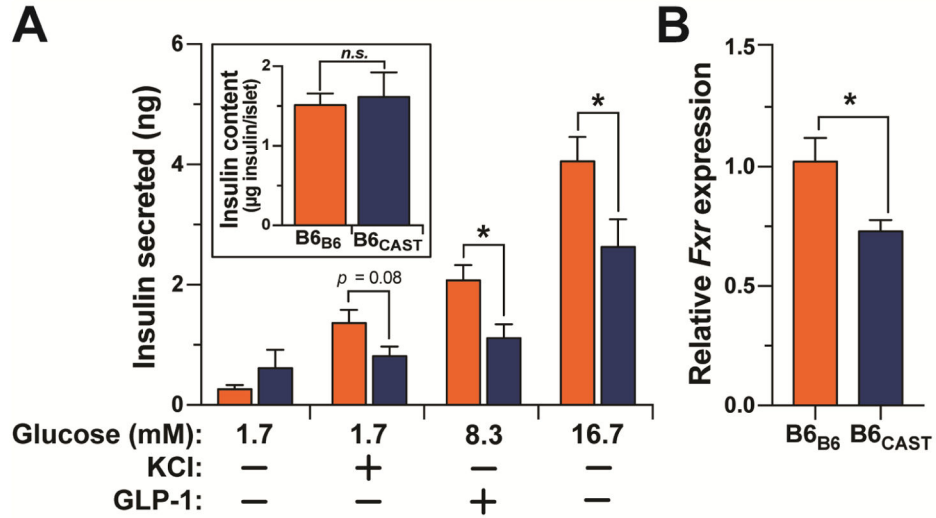 A
B
Insulin secreted (ng)
6
4
2
0
Insulin content
(µg insulin/islet)
2
1
0
n.s.
B6B6
B6CAST
p = 0.08
*
*
Glucose (mM): 1.7 1.7 8.3 16.7
KCl: − + − −
GLP-1: − − + −
Relative Fxr expression
1.5
1.0
0.5
0.0
*
B6B6
B6CAST